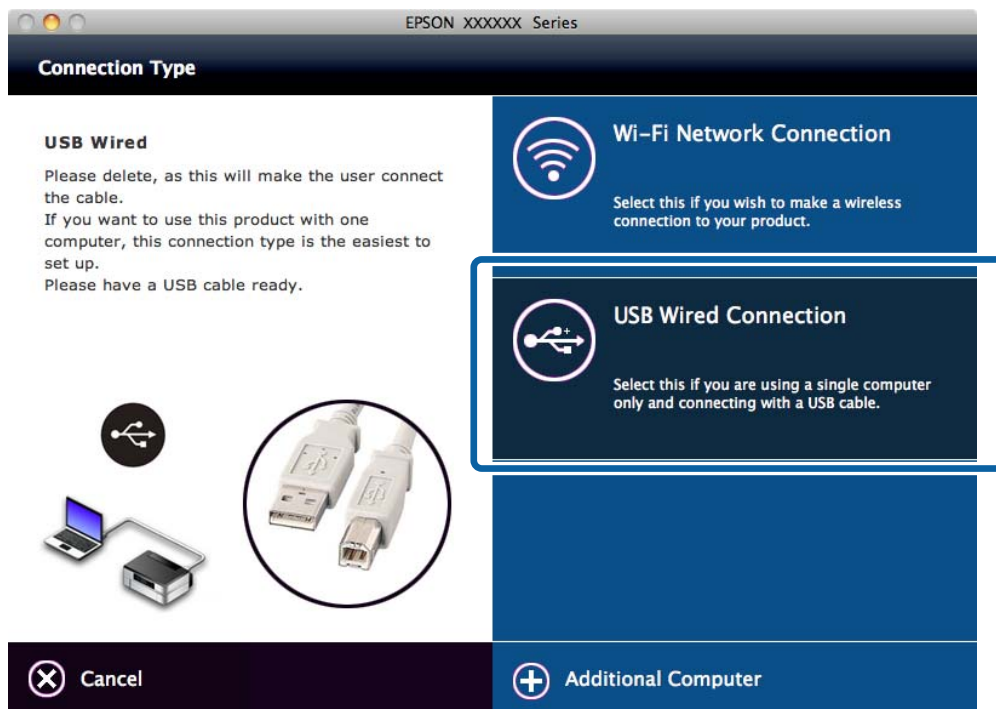 EPSON XXXXXX Series
Connection Type
USB Wired
Please delete, as this will make the user connect
the cable.
If you want to use this product with one
computer, this connection type is the easiest to
set up.
Please have a USB cable ready.
Wi-Fi Network Connection
Select this if you wish to make a wireless
connection to your product.
USB Wired Connection
Select this if you are using a single computer
only and connecting with a USB cable.
Cancel
Additional Computer